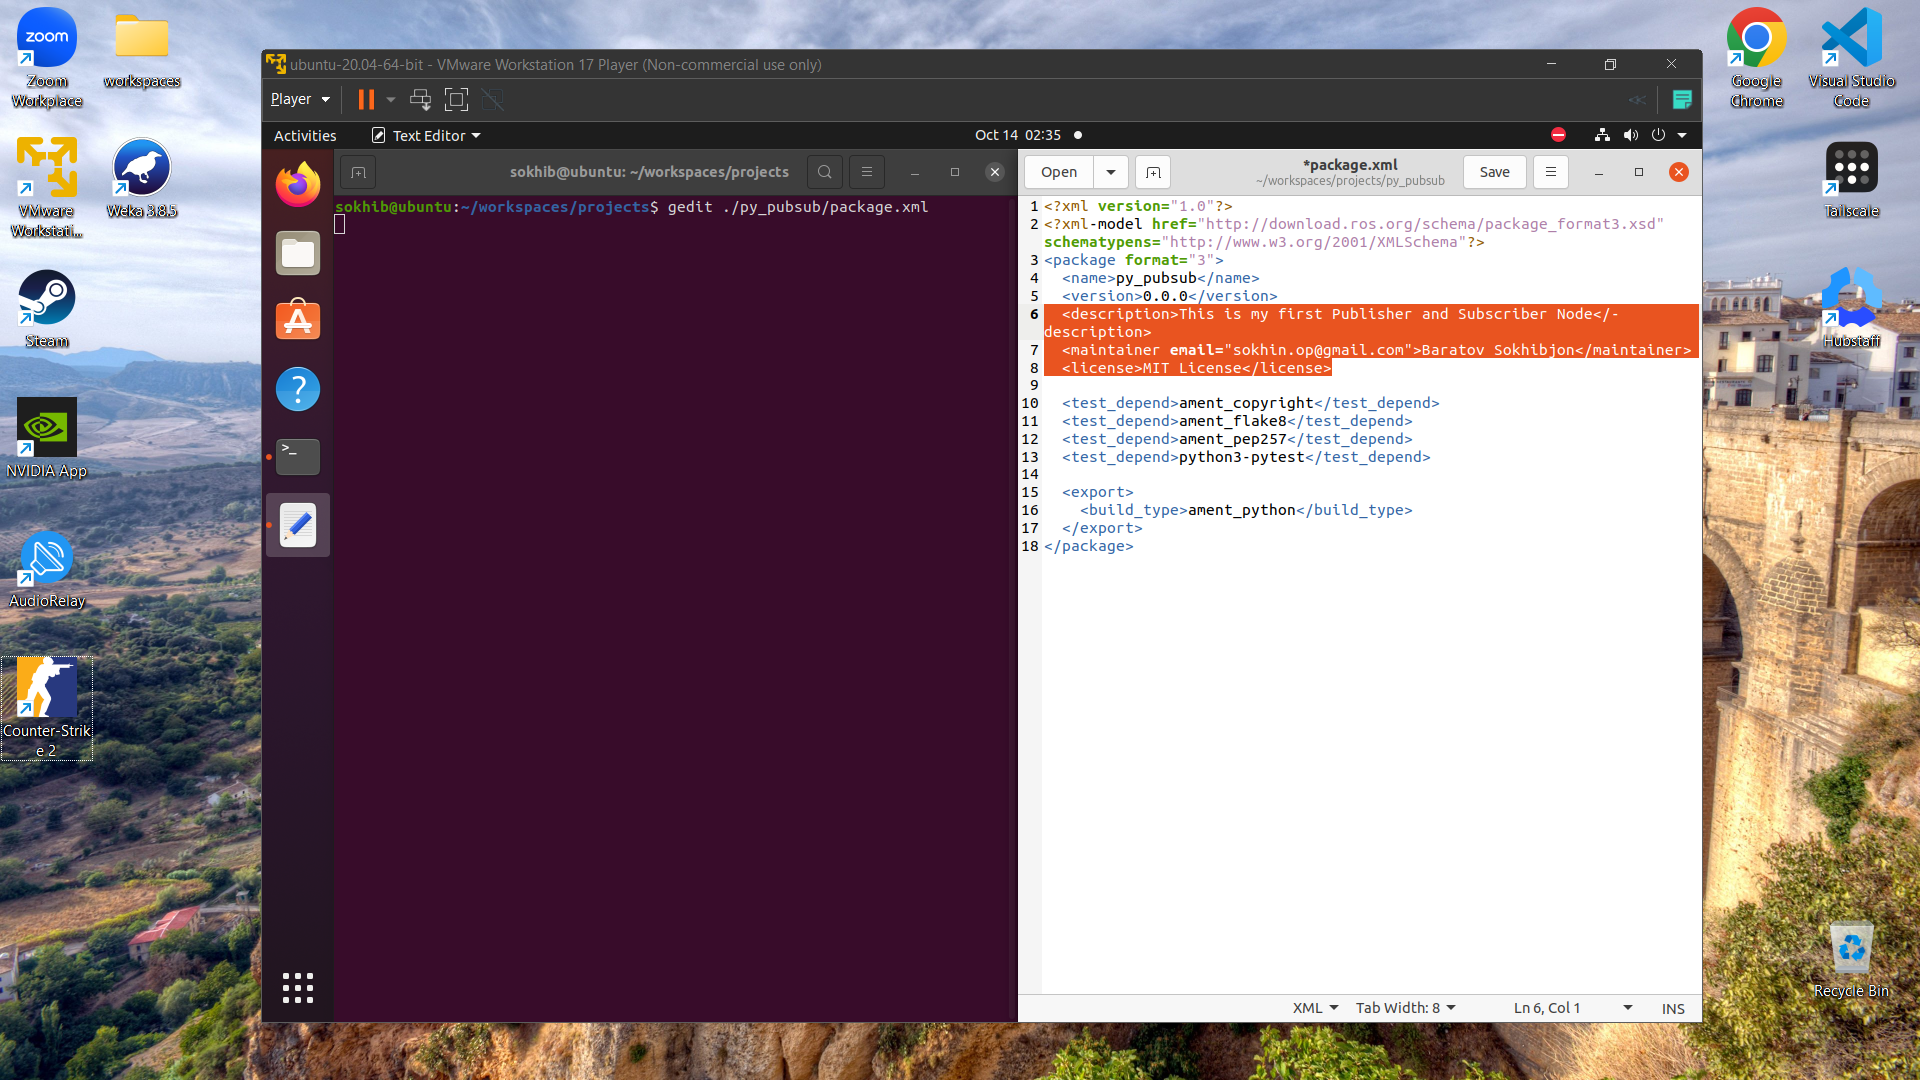 zoom
Zoom
Workplace
workspaces
VMware
Workstati...
Weka 3.8.5
Steam
NVIDIA App
AudioRelay
Counter-Strik
e 2
ubuntu-20.04-64-bit - VMware Workstation 17 Player (Non-commercial use only)
Player
Activities
Text Editor
Oct 14 02:35
sokhib@ubuntu: ~/workspaces/projects
sokhib@ubuntu:~/workspaces/projects$ gedit ./py_pubsub/package.xml
Open
*package.xml
~/workspaces/projects/py_pubsub
Save
1 <?xml version="1.0"?>
2 <?xml-model href="http://download.ros.org/schema/package_format3.xsd"
schematypens="http://www.w3.org/2001/XMLSchema"?>
3 <package format="3">
4 <name>py_pubsub</name>
5 <version>0.0.0</version>
6 <description>This is my first Publisher and Subscriber Node</-
description>
7 <maintainer email="sokhin.op@gmail.com">Baratov Sokhibjon</maintainer>
8 <license>MIT License</license>
9
10 <test_depend>ament_copyright</test_depend>
11 <test_depend>ament_flake8</test_depend>
12 <test_depend>ament_pep257</test_depend>
13 <test_depend>python3-pytest</test_depend>
14
15 <export>
16 <build_type>ament_python</build_type>
17 </export>
18 </package>
XML
Tab Width: 8
Ln 6, Col 1
INS
Google
Chrome
Visual Studio
Code
Tailscale
Hubstaff
Recycle Bin